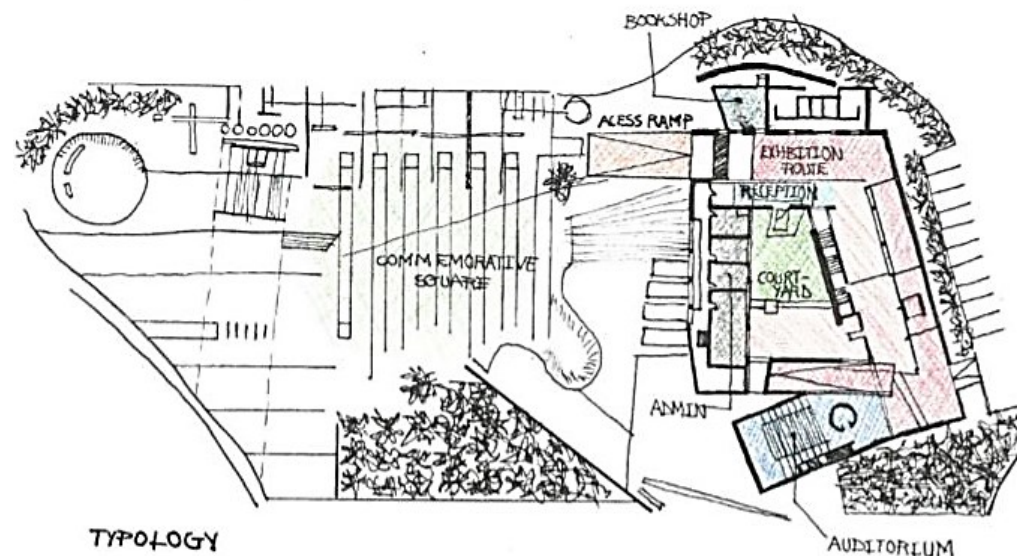 BOOKSHOP
ACESS RAMP
EXHIBITION
ROUTE
RECEPTION
COMMEMORATIVE
SQUARE
COURT-
YARD
ADMIN
TYPOLOGY
AUDITORIUM